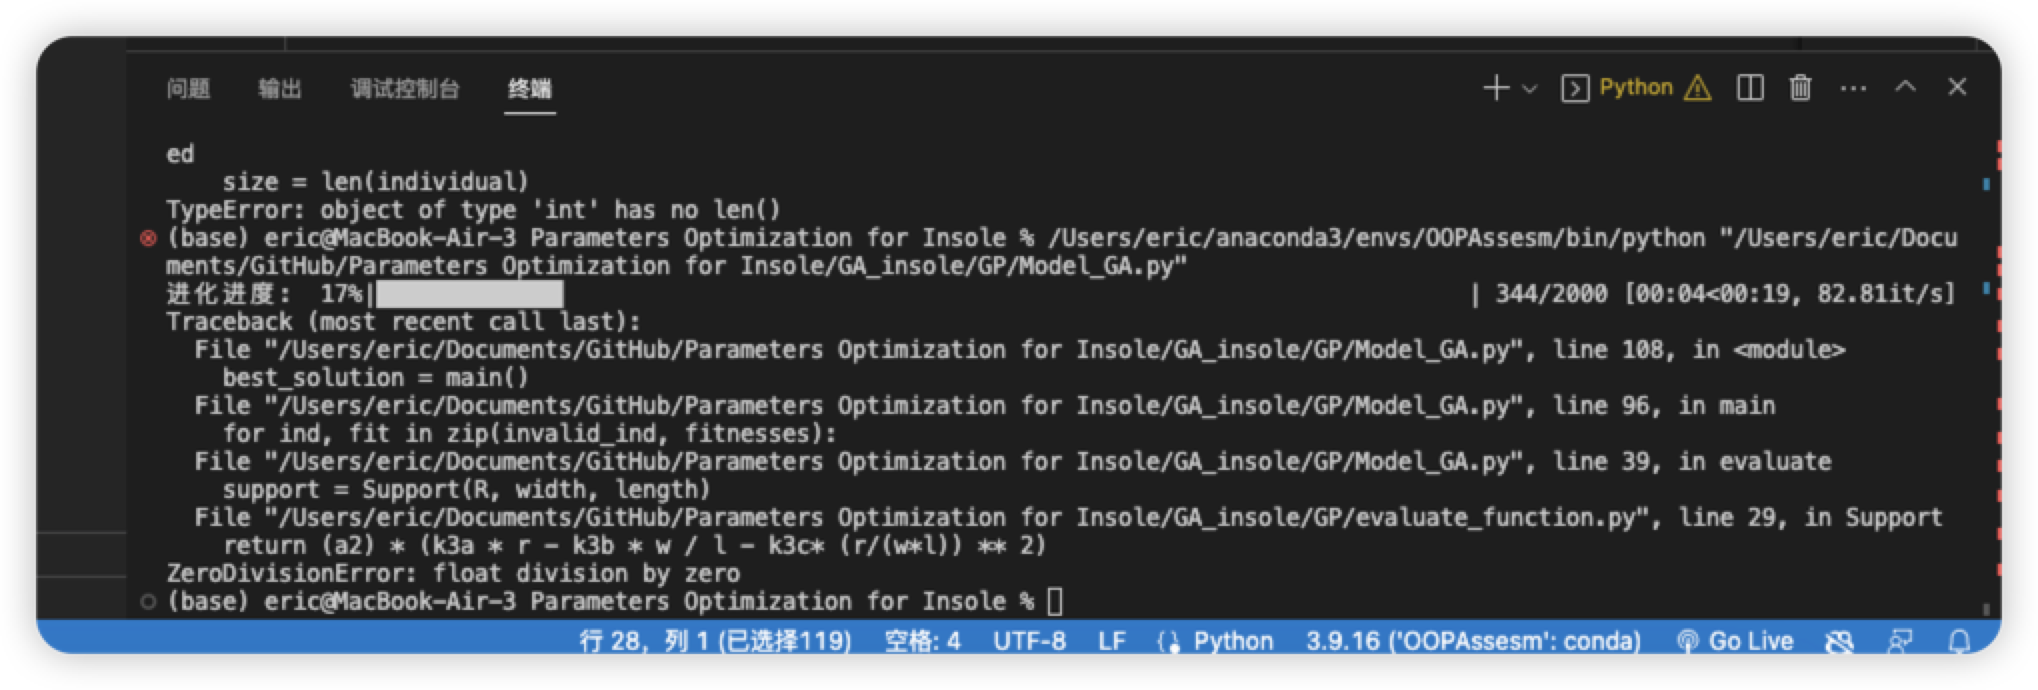 问题 输出 调试控制台 终端 Python
ed
size = len(individual)
TypeError: object of type 'int' has no len()
(base) eric@MacBook-Air-3 Parameters Optimization for Insole % /Users/eric/anaconda3/envs/OOPAssesm/bin/python "/Users/eric/Docu
ments/GitHub/Parameters Optimization for Insole/GA_insole/GP/Model_GA.py"
进化进度: 17%| | 344/2000 [00:04<00:19, 82.81it/s]
Traceback (most recent call last):
File "/Users/eric/Documents/GitHub/Parameters Optimization for Insole/GA_insole/GP/Model_GA.py", line 108, in <module>
best_solution = main()
File "/Users/eric/Documents/GitHub/Parameters Optimization for Insole/GA_insole/GP/Model_GA.py", line 96, in main
for ind, fit in zip(invalid_ind, fitnesses):
File "/Users/eric/Documents/GitHub/Parameters Optimization for Insole/GA_insole/GP/Model_GA.py", line 39, in evaluate
support = Support(R, width, length)
File "/Users/eric/Documents/GitHub/Parameters Optimization for Insole/GA_insole/GP/evaluate_function.py", line 29, in Support
return (a2) * (k3a * r - k3b * w / l - k3c* (r/(w*l)) ** 2)
ZeroDivisionError: float division by zero
(base) eric@MacBook-Air-3 Parameters Optimization for Insole %
行 28，列 1 (已选择119) 空格: 4 UTF-8 LF Python 3.9.16 ('OOPAssesm': conda) Go Live